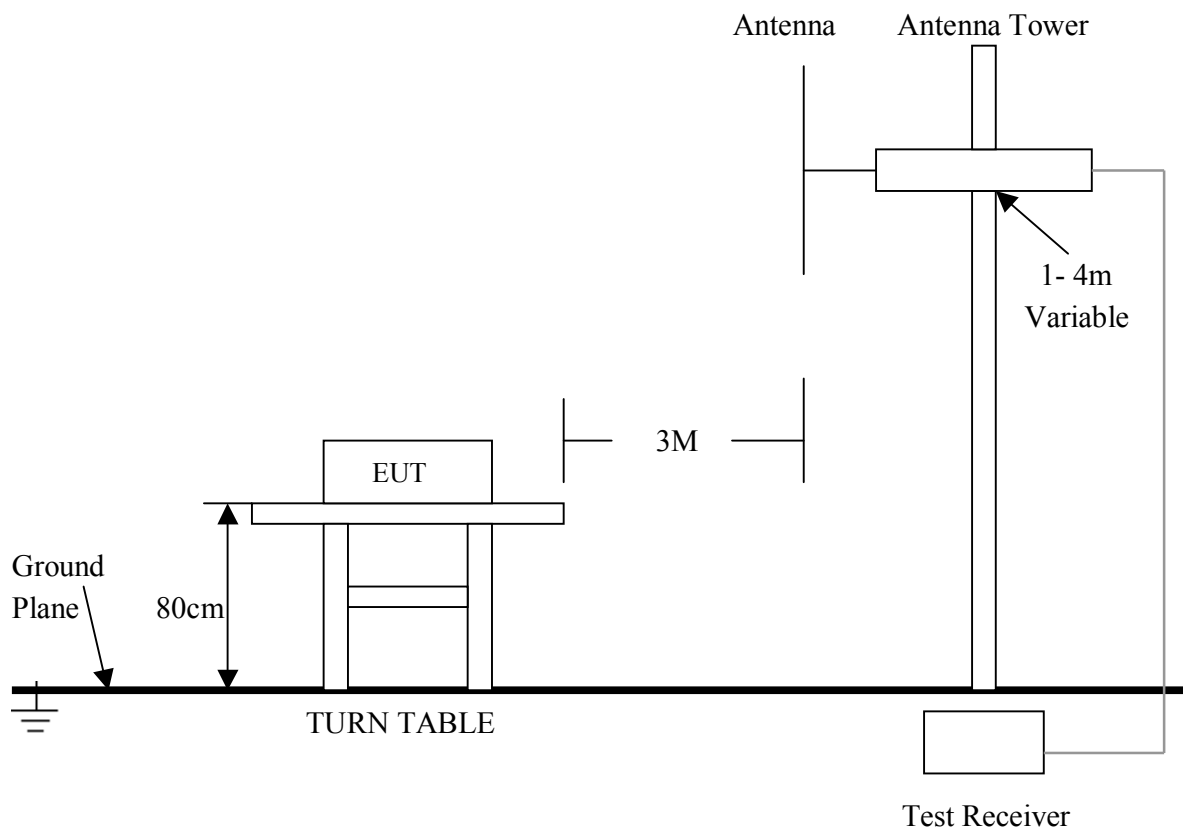 Antenna
Antenna Tower
1- 4m
Variable
3M
EUT
Ground
Plane
80cm
TURN TABLE
Test Receiver